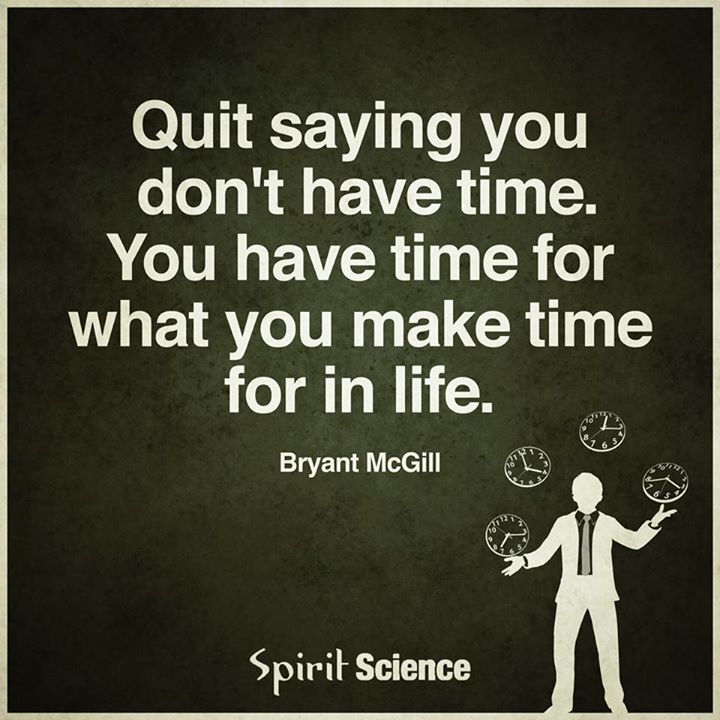 Quit saying you
don't have time.
You have time for
what you make time
for in life.
Bryant McGill
Spirit Science